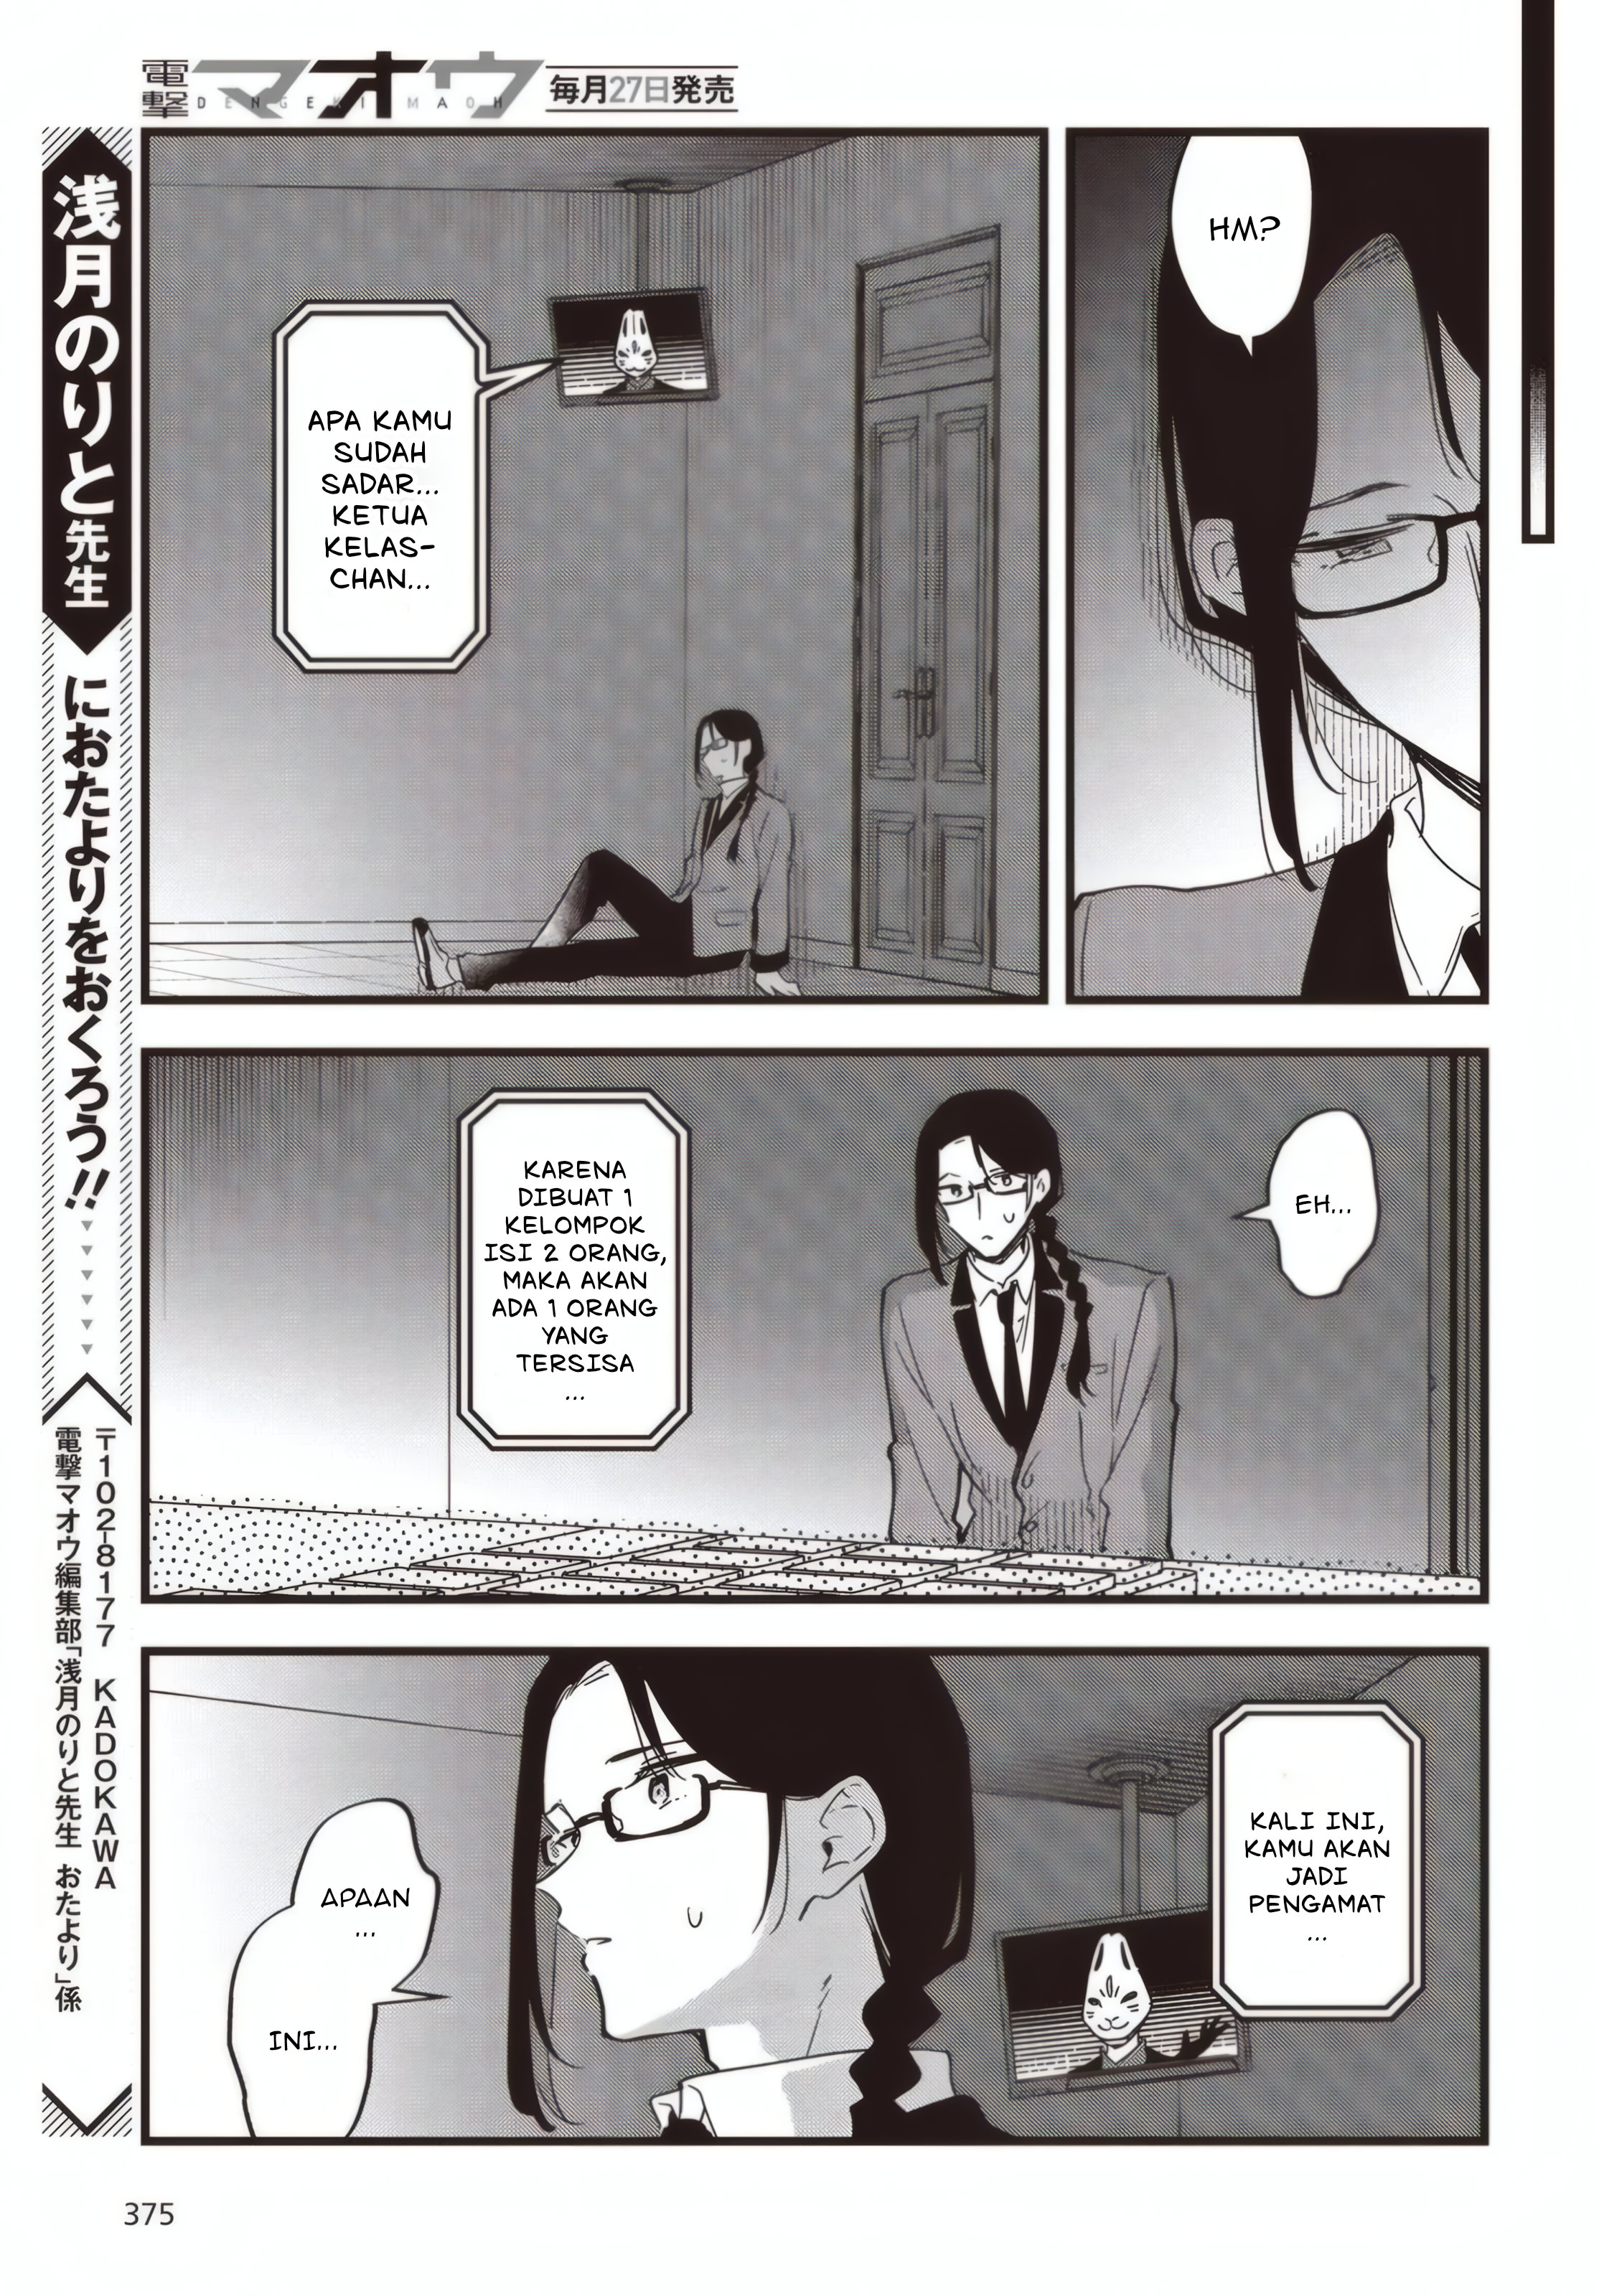 電撃マオウ
DENGEKI MAOH
毎月27日発売
HM?
APA KAMU
SUDAH
SADAR...
KETUA
KELAS-
CHAN...
EH...
KARENA
DIBUAT 1
KELOMPOK
ISI 2 ORANG,
MAKA AKAN
ADA 1 ORANG
YANG
TERSISA
...
KALI INI,
KAMU AKAN
JADI
PENGAMAT
...
APAAN
...
INI...
浅月のりと先生
におたよりをおくろう!!
〒102-8177 KADOKAWA
電撃マオウ編集部「浅月のりと先生 おたより」係
375